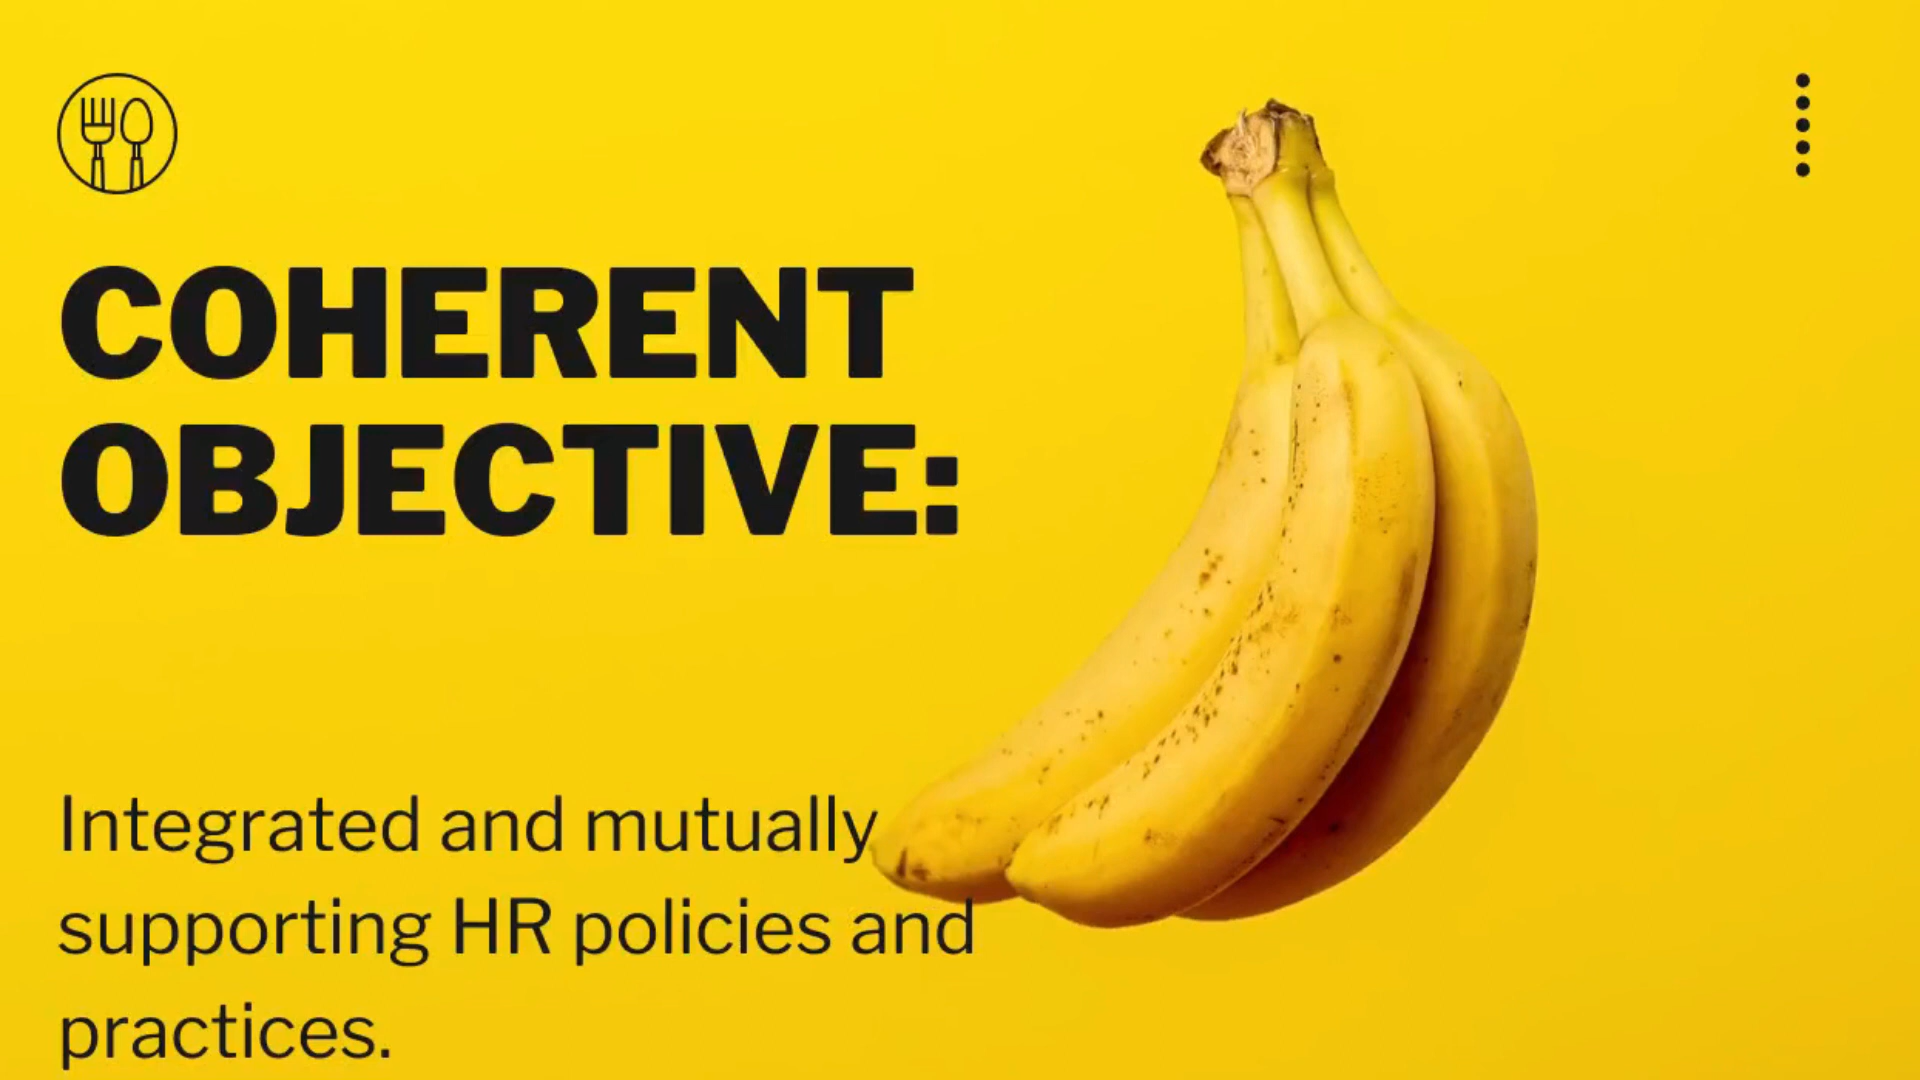 COHERENT
OBJECTIVE:
Integrated and mutually
supporting HR policies and
practices.